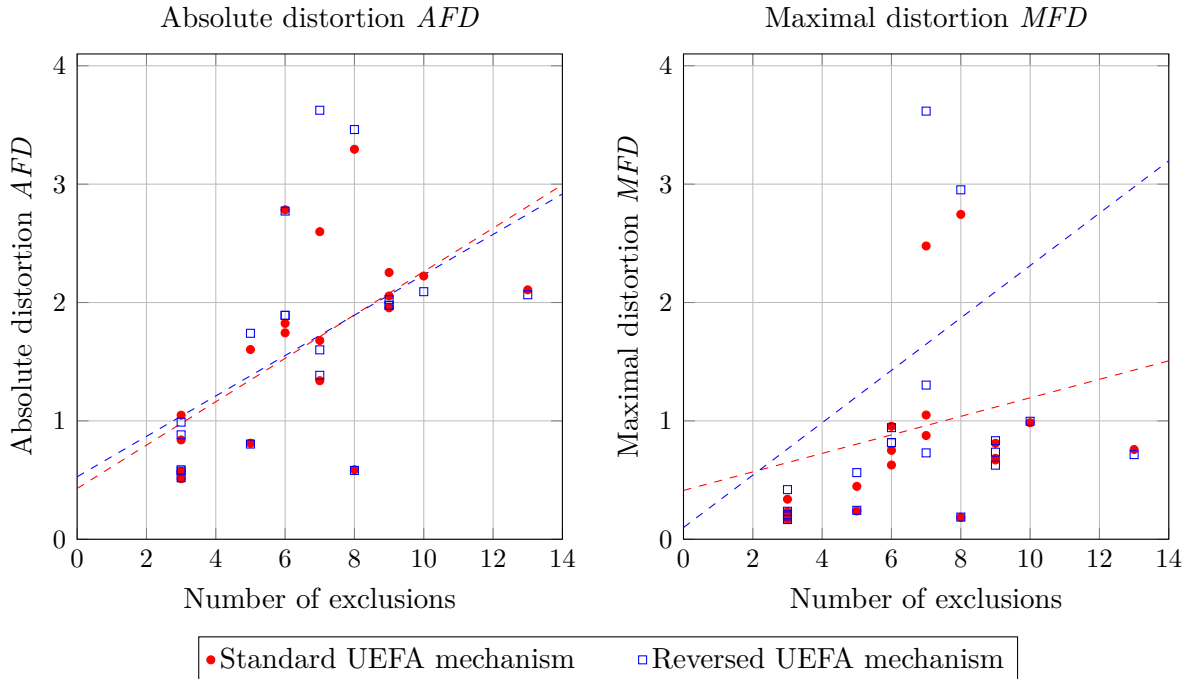 Absolute distortion AFD
Maximal distortion MFD
Absolute distortion AFD
4
3
2
1
0
0 2 4 6 8 10 12 14
Number of exclusions
Maximal distortion MFD
4
3
2
1
0
0 2 4 6 8 10 12 14
Number of exclusions
Standard UEFA mechanism
Reversed UEFA mechanism